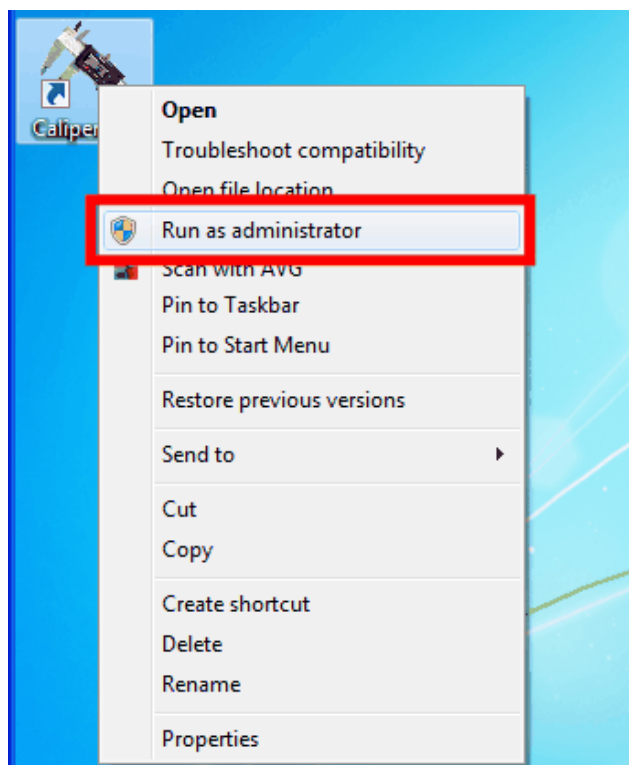 Caliper
Open
Troubleshoot compatibility
Open file location
Run as administrator
Scan with AVG
Pin to Taskbar
Pin to Start Menu
Restore previous versions
Send to
Cut
Copy
Create shortcut
Delete
Rename
Properties